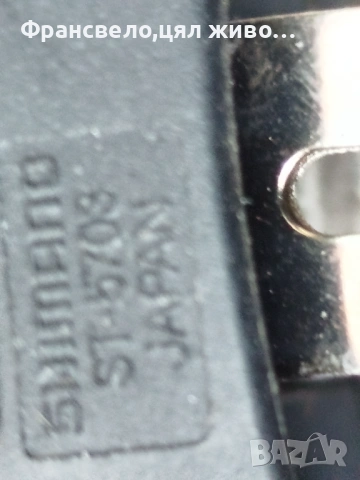 Франсвело,цял живо...
SHIMANO
ST-5703
JAPAN
BAZAR